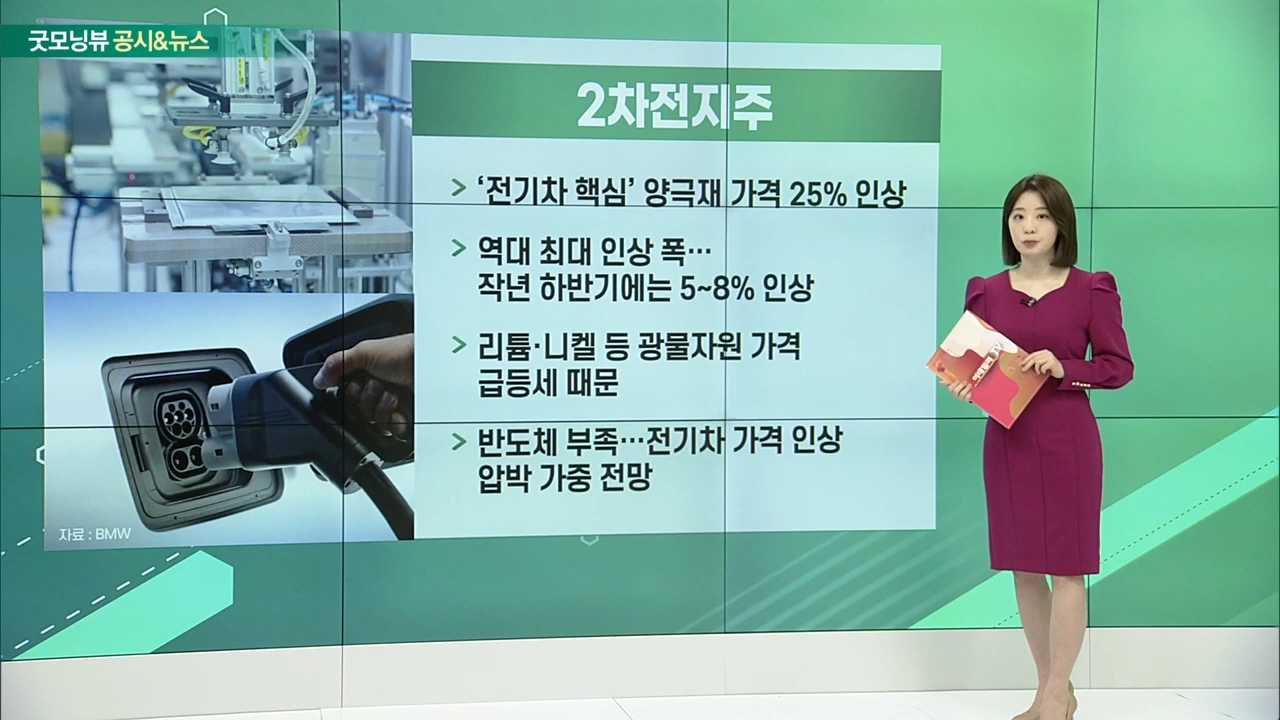 굿모닝뷰 공시&뉴스
2차전지주
> ‘전기차 핵심’ 양극재 가격 25% 인상
> 역대 최대 인상 폭…
작년 하반기에는 5~8% 인상
> 리튬·니켈 등 광물자원 가격
급등세 때문
> 반도체 부족…전기차 가격 인상
압박 가중 전망
자료 : BMW